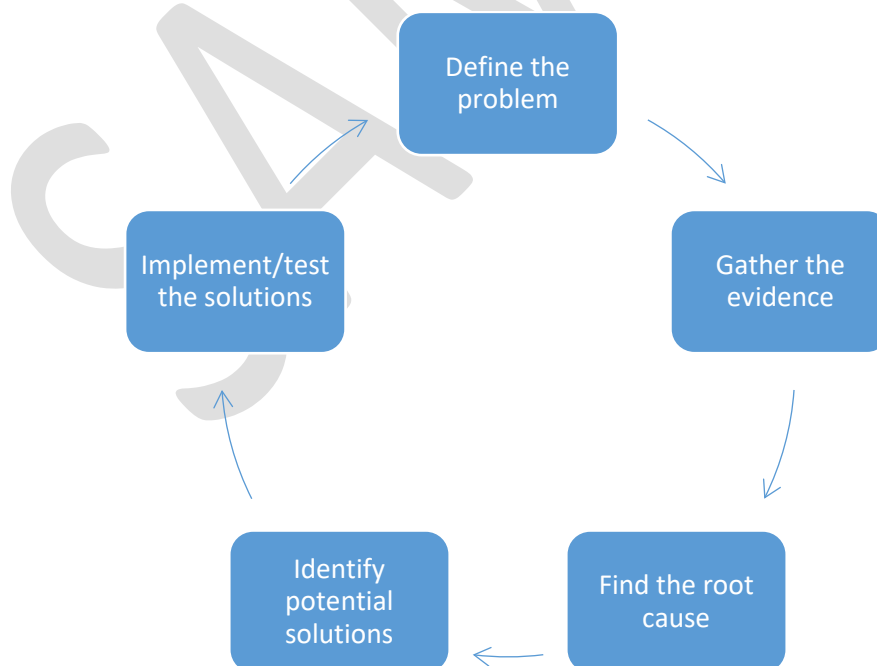 Define the
problem
Gather the
evidence
Find the root
cause
Identify
potential
solutions
Implement/test
the solutions